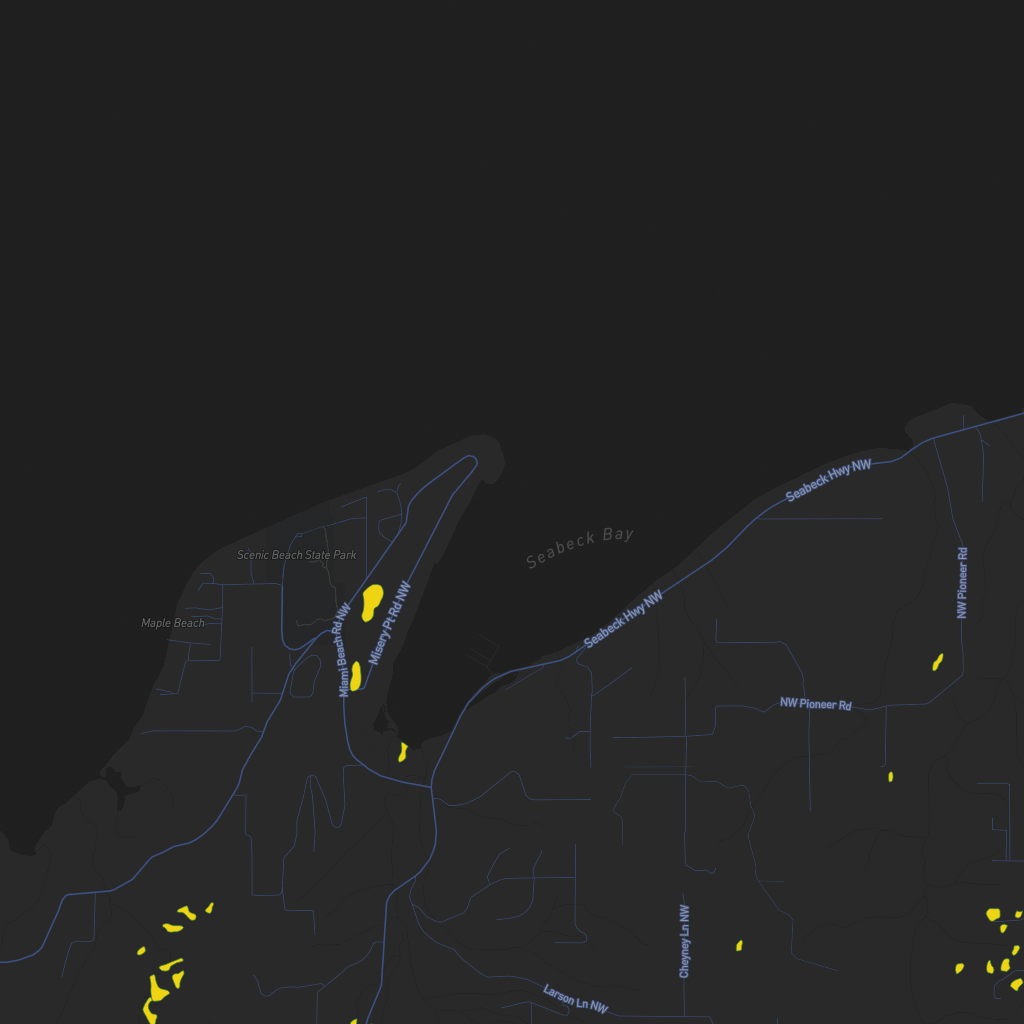 Seabeck Hwy NW
Seabeck Bay
Scenic Beach State Park
NW Pioneer Rd
Seabeck Hwy NW
Misery Pt Rd NW
Maple Beach
Miami Beach Rd NW
NW Pioneer Rd
Cheyney Ln NW
Larson Ln NW